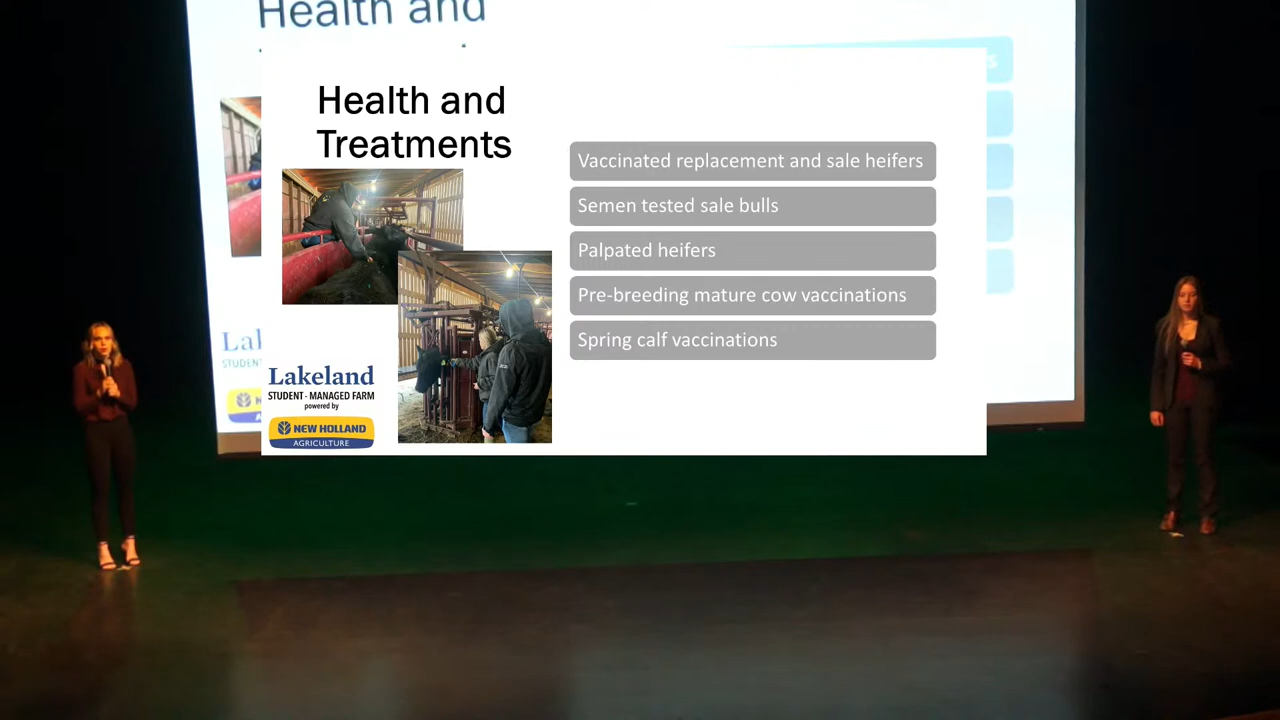 Health and
Health and
Treatments
Vaccinated replacement and sale heifers
Semen tested sale bulls
Palpated heifers
Pre-breeding mature cow vaccinations
Spring calf vaccinations
Lakeland
STUDENT - MANAGED FARM
powered by
NEW HOLLAND
AGRICULTURE